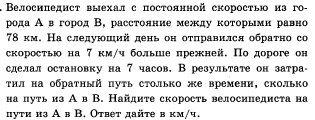 . Велосипедист выехал с постоянной скоростью из го-
рода А в город В, расстояние между которыми равно
78 км. На следующий день он отправился обратно со
скоростью на 7 км/ч больше прежней. По дороге он
сделал остановку на 7 часов. В результате он затра-
тил на обратный путь столько же времени, сколько
на путь из А в В. Найдите скорость велосипедиста на
пути из А в В. Ответ дайте в км/ч.